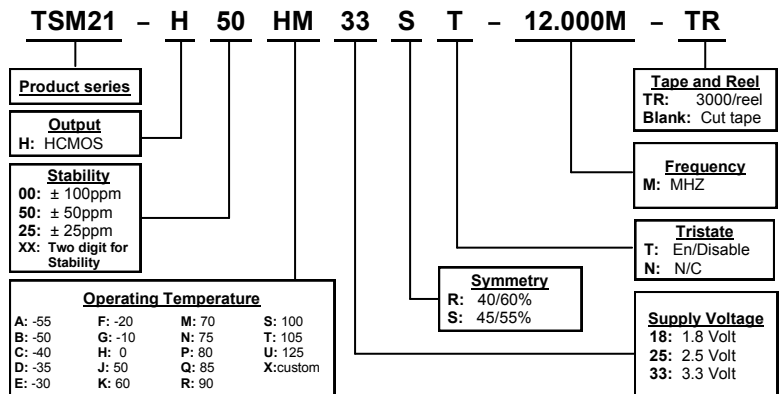 TSM21 – H 50 HM 33 S T – 12.000M – TR
Product series
Output
H: HCMOS
Stability
00: ± 100ppm
50: ± 50ppm
25: ± 25ppm
XX: Two digit for
Stability
Operating Temperature
A: -55 F: -20 M: 70 S: 100
B: -50 G: -10 N: 75 T: 105
C: -40 H: 0 P: 80 U: 125
D: -35 J: 50 Q: 85 X:custom
E: -30 K: 60 R: 90
Symmetry
R: 40/60%
S: 45/55%
Tape and Reel
TR: 3000/reel
Blank: Cut tape
Frequency
M: MHZ
Tristate
T: En/Disable
N: N/C
Supply Voltage
18: 1.8 Volt
25: 2.5 Volt
33: 3.3 Volt